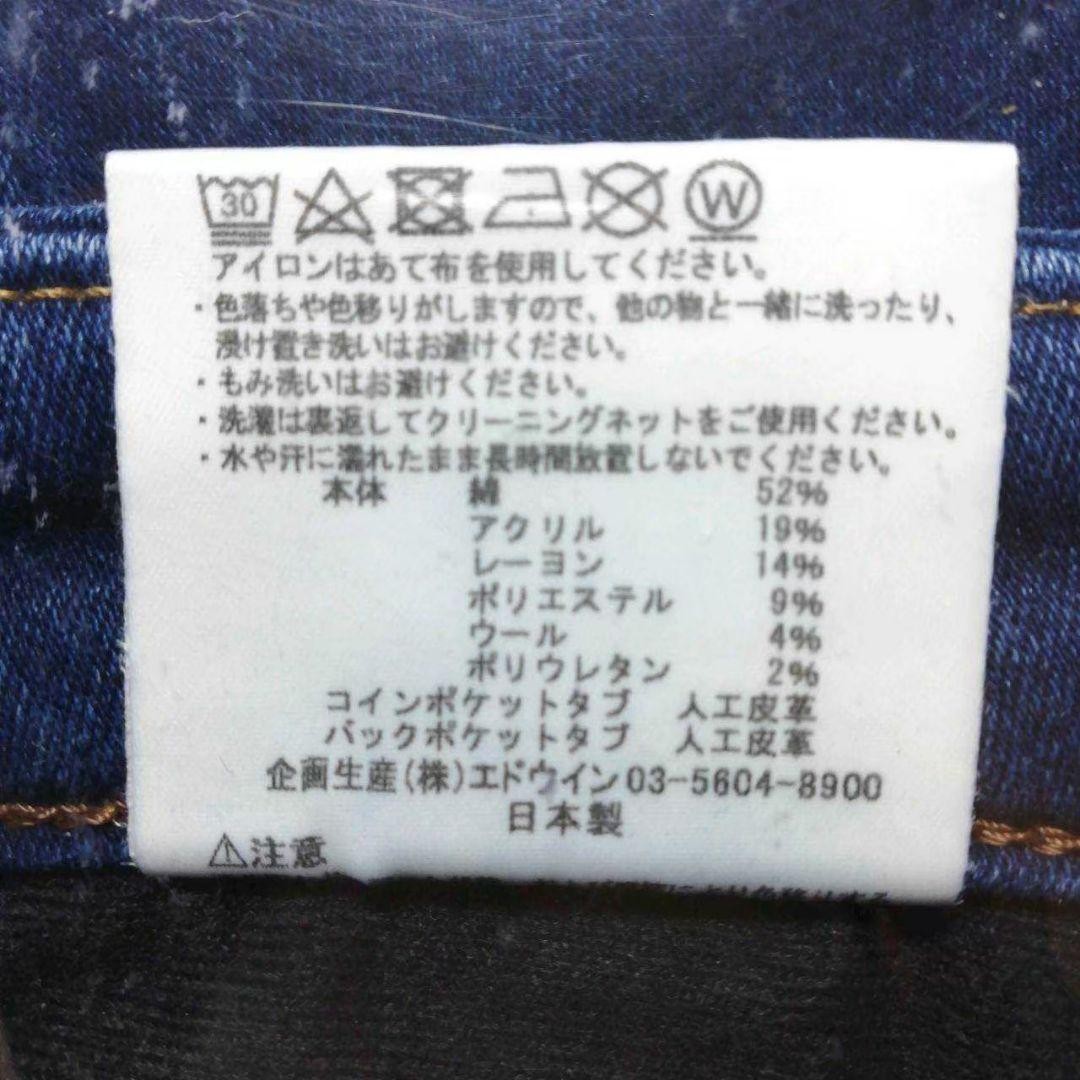 30 W
アイロンはあて布を使用してください。
・色落ちや色移りがしますので、他の物と一緒に洗ったり、
浸け置き洗いはお避けください。
・もみ洗いはお避けください。
・洗濯は裏返してクリーニングネットをご使用ください。
・水や汗に濡れたまま長時間放置しないでください。
本体 綿 52%
アクリル 19%
レーヨン 14%
ポリエステル 9%
ウール 4%
ポリウレタン 2%
コインポケットタブ 人工皮革
バックポケットタブ 人工皮革
企画生産(株)エドウイン03-5604-8900
日本製
⚠注意